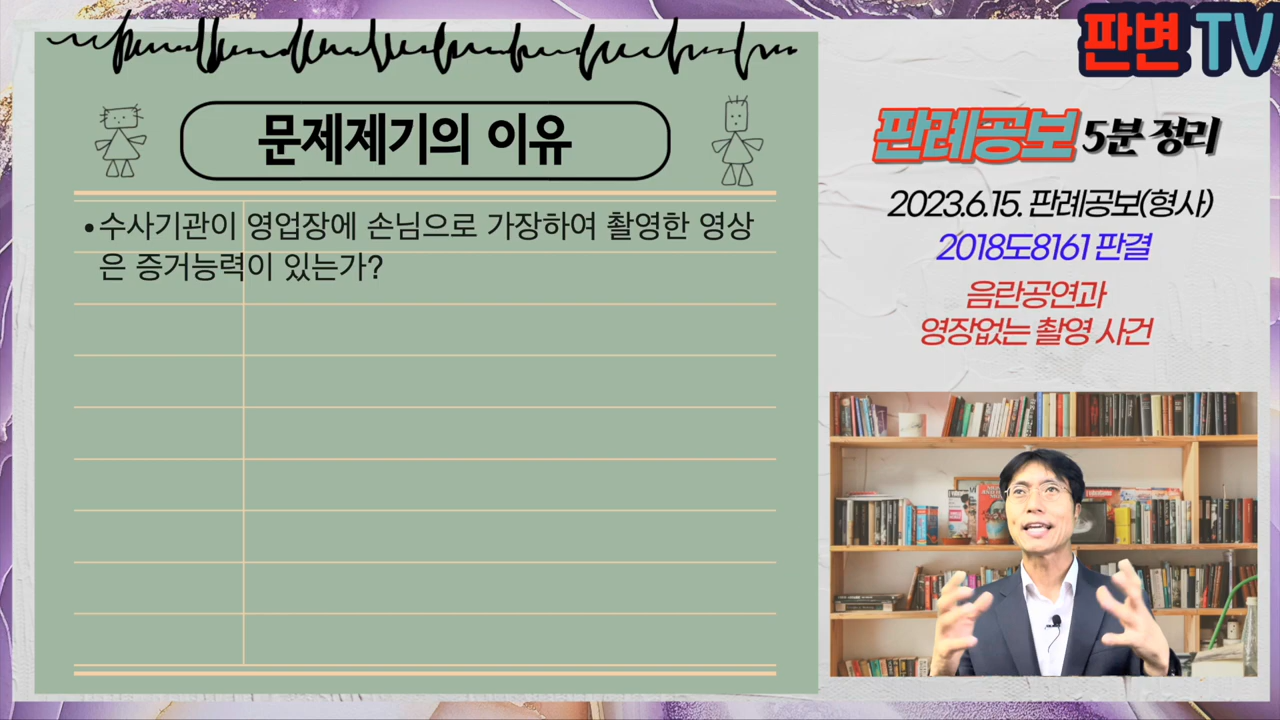 문제제기의 이유
• 수사기관이 영업장에 손님으로 가장하여 촬영한 영상
은 증거능력이 있는가?
판변 TV
판례공보 5분 정리
2023.6.15. 판례공보(형사)
2018도8161 판결
음란공연과
영장없는 촬영 사건